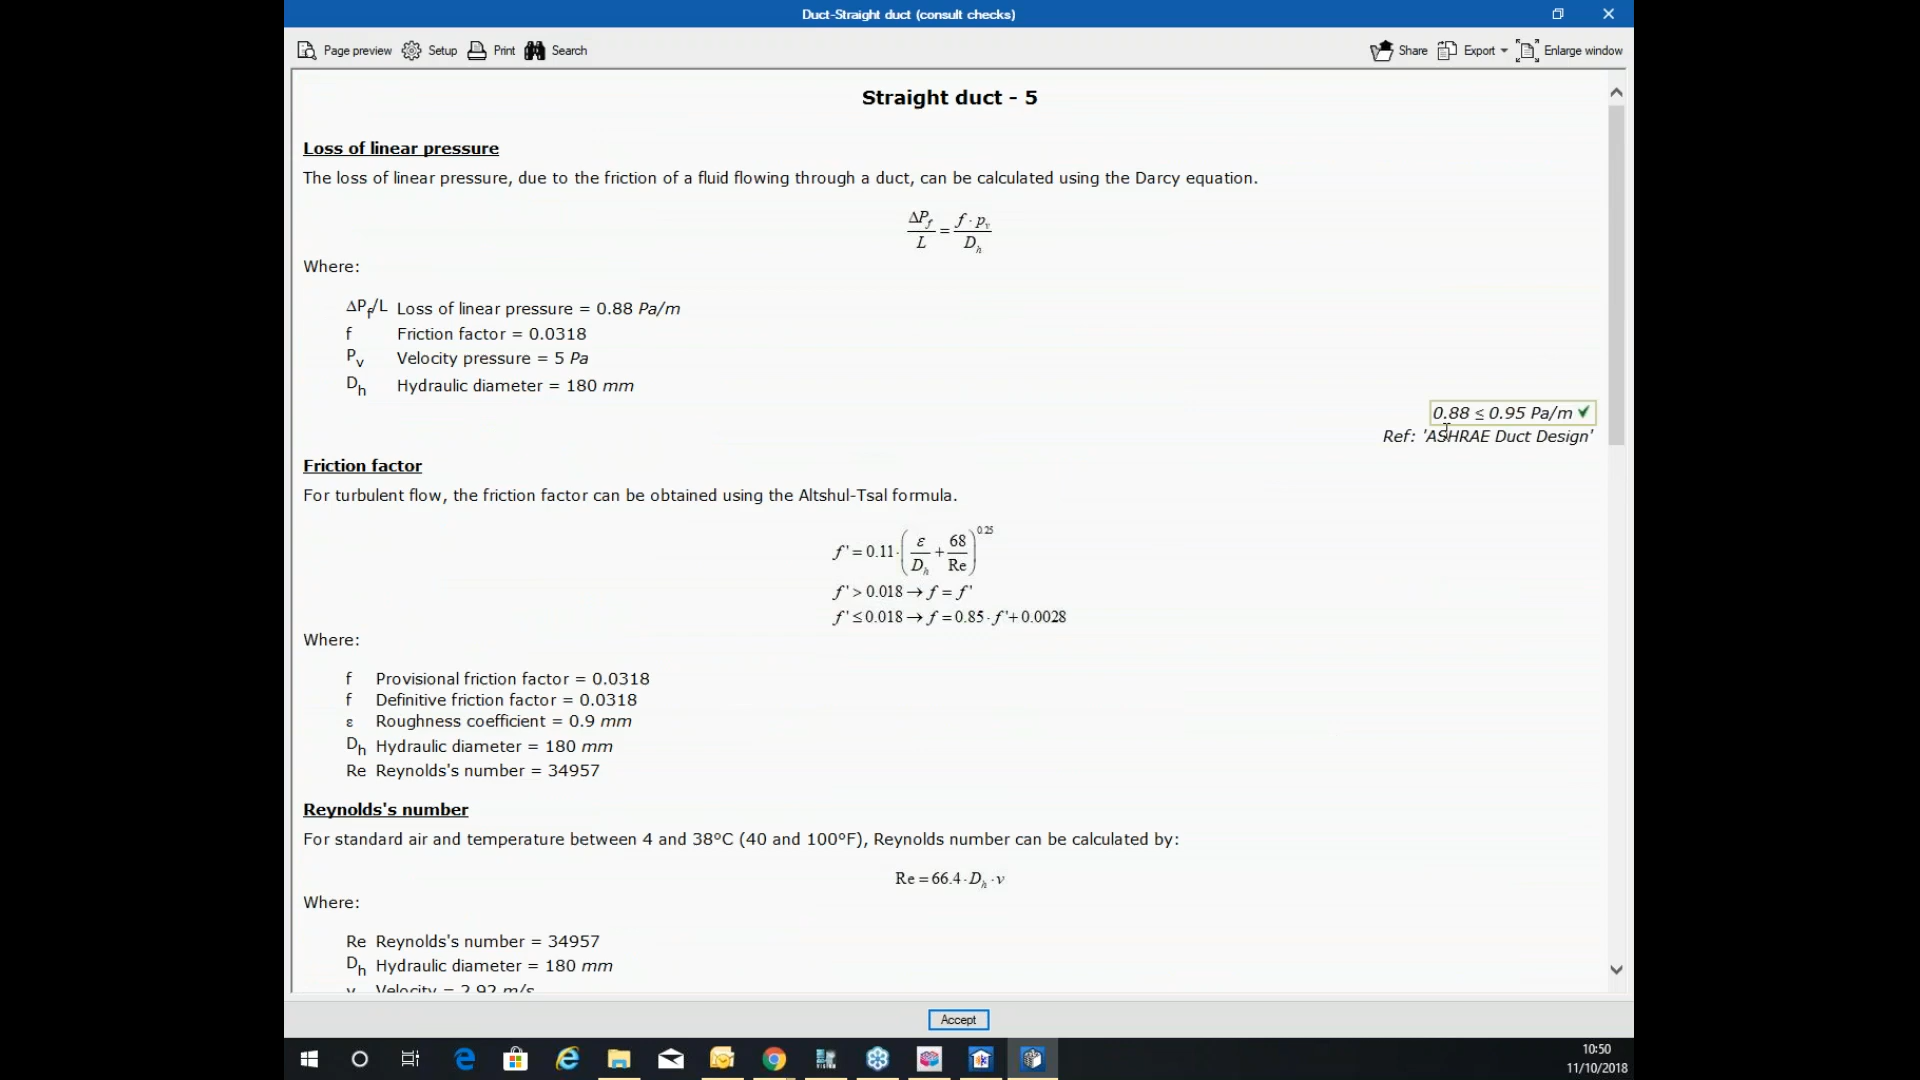 Duct-Straight duct (consult checks)
Page preview Setup Print Search Share Export Enlarge window
Straight duct - 5
Loss of linear pressure
The loss of linear pressure, due to the friction of a fluid flowing through a duct, can be calculated using the Darcy equation.
ΔP_f / L = f · p_v / D_h
Where:
ΔPf/L Loss of linear pressure = 0.88 Pa/m
f Friction factor = 0.0318
Pv Velocity pressure = 5 Pa
Dh Hydraulic diameter = 180 mm
0.88 ≤ 0.95 Pa/m ✔
Ref: 'ASHRAE Duct Design'
Friction factor
For turbulent flow, the friction factor can be obtained using the Altshul-Tsal formula.
f' = 0.11 · (ε / D_h + 68 / Re)^0.25
f' > 0.018 → f = f'
f' ≤ 0.018 → f = 0.85 · f' + 0.0028
Where:
f Provisional friction factor = 0.0318
f Definitive friction factor = 0.0318
ε Roughness coefficient = 0.9 mm
Dh Hydraulic diameter = 180 mm
Re Reynolds's number = 34957
Reynolds's number
For standard air and temperature between 4 and 38°C (40 and 100°F), Reynolds number can be calculated by:
Re = 66.4 · D_h · v
Where:
Re Reynolds's number = 34957
Dh Hydraulic diameter = 180 mm
v Velocity = 2.92 m/s
Accept
10:50
11/10/2018